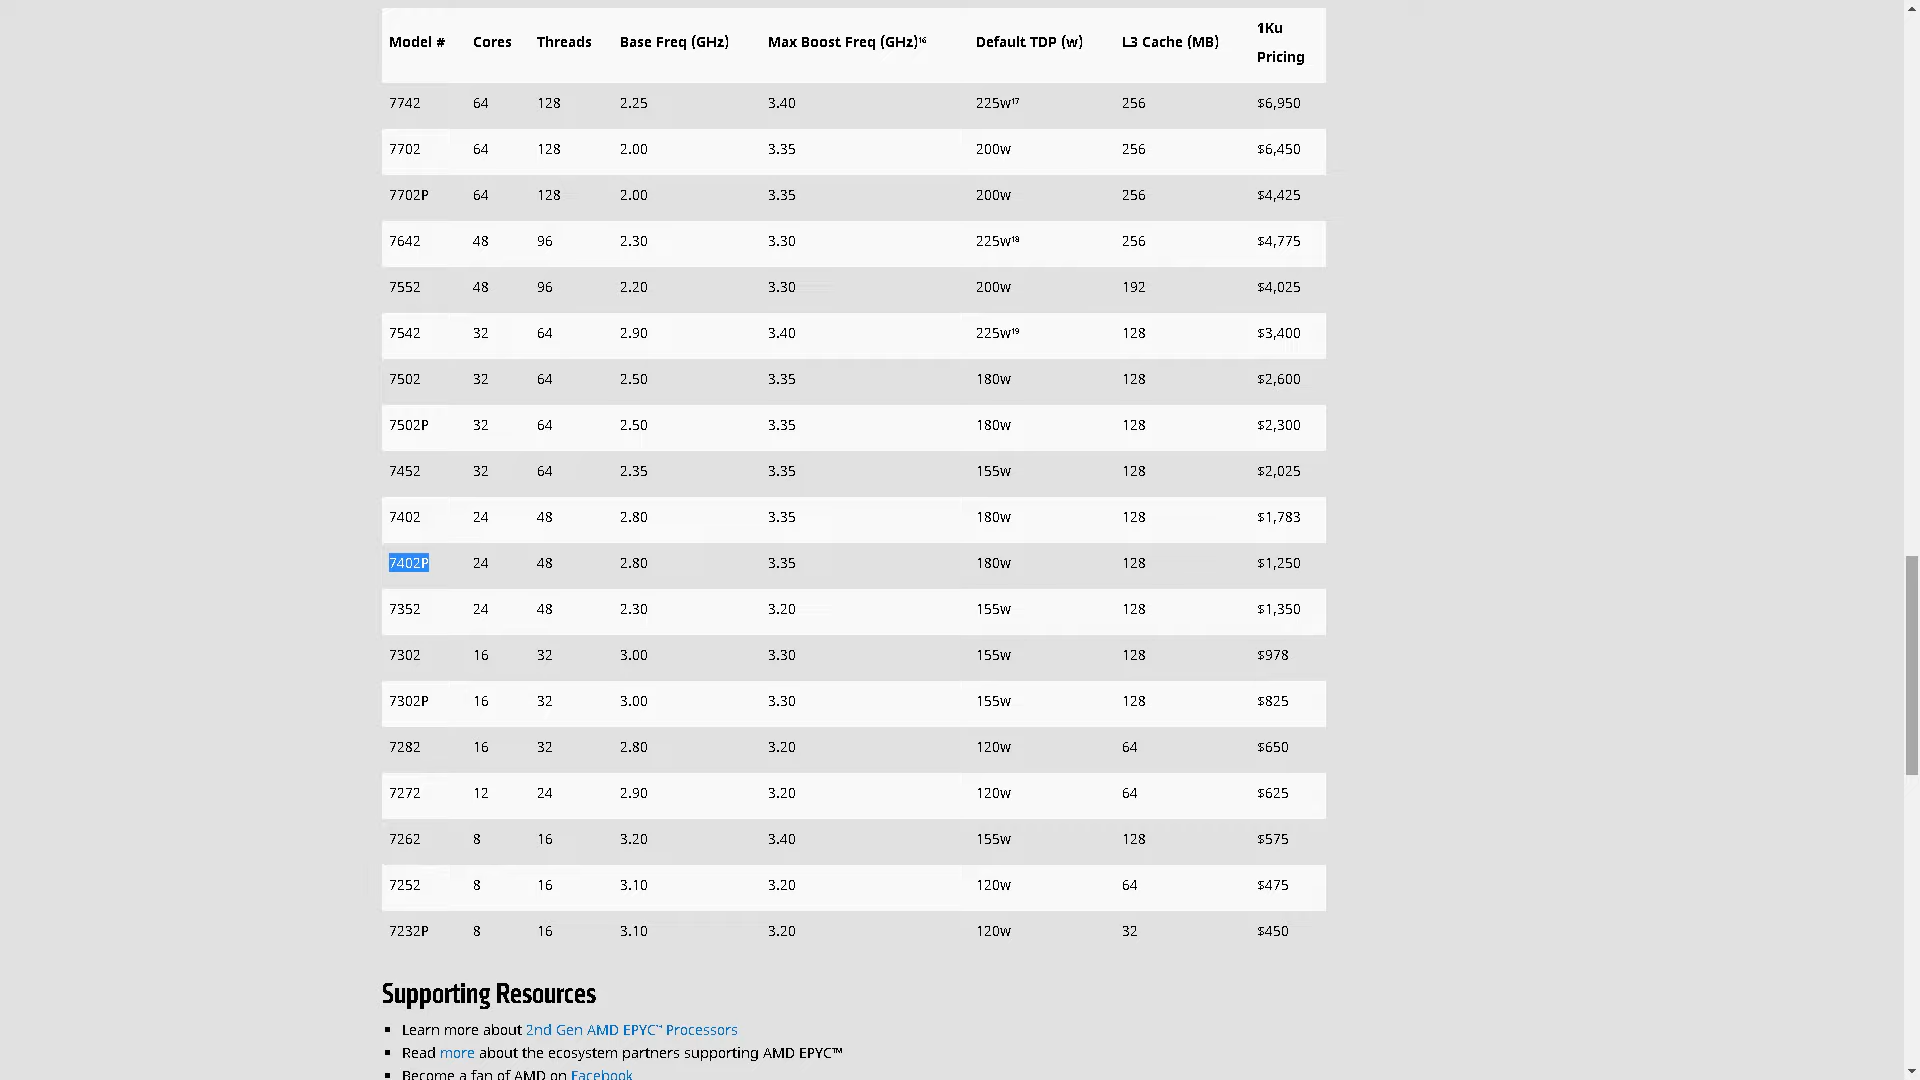 Model # Cores Threads Base Freq (GHz) Max Boost Freq (GHz)¹⁶ Default TDP (w) L3 Cache (MB) 1Ku Pricing
7742 64 128 2.25 3.40 225w¹⁷ 256 $6,950
7702 64 128 2.00 3.35 200w 256 $6,450
7702P 64 128 2.00 3.35 200w 256 $4,425
7642 48 96 2.30 3.30 225w¹⁸ 256 $4,775
7552 48 96 2.20 3.30 200w 192 $4,025
7542 32 64 2.90 3.40 225w¹⁹ 128 $3,400
7502 32 64 2.50 3.35 180w 128 $2,600
7502P 32 64 2.50 3.35 180w 128 $2,300
7452 32 64 2.35 3.35 155w 128 $2,025
7402 24 48 2.80 3.35 180w 128 $1,783
7402P 24 48 2.80 3.35 180w 128 $1,250
7352 24 48 2.30 3.20 155w 128 $1,350
7302 16 32 3.00 3.30 155w 128 $978
7302P 16 32 3.00 3.30 155w 128 $825
7282 16 32 2.80 3.20 120w 64 $650
7272 12 24 2.90 3.20 120w 64 $625
7262 8 16 3.20 3.40 155w 128 $575
7252 8 16 3.10 3.20 120w 64 $475
7232P 8 16 3.10 3.20 120w 32 $450
Supporting Resources
▪ Learn more about 2nd Gen AMD EPYC™ Processors
▪ Read more about the ecosystem partners supporting AMD EPYC™
▪ Become a fan of AMD on Facebook